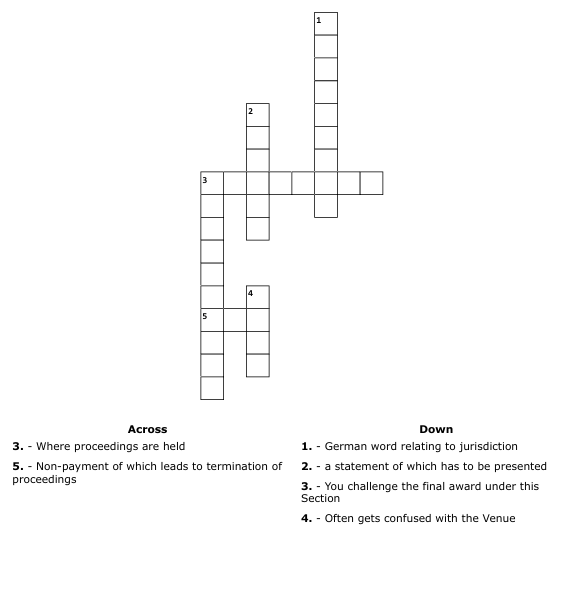 1
2
3
4
5
Across
3. - Where proceedings are held
5. - Non-payment of which leads to termination of
proceedings
Down
1. - German word relating to jurisdiction
2. - a statement of which has to be presented
3. - You challenge the final award under this
Section
4. - Often gets confused with the Venue